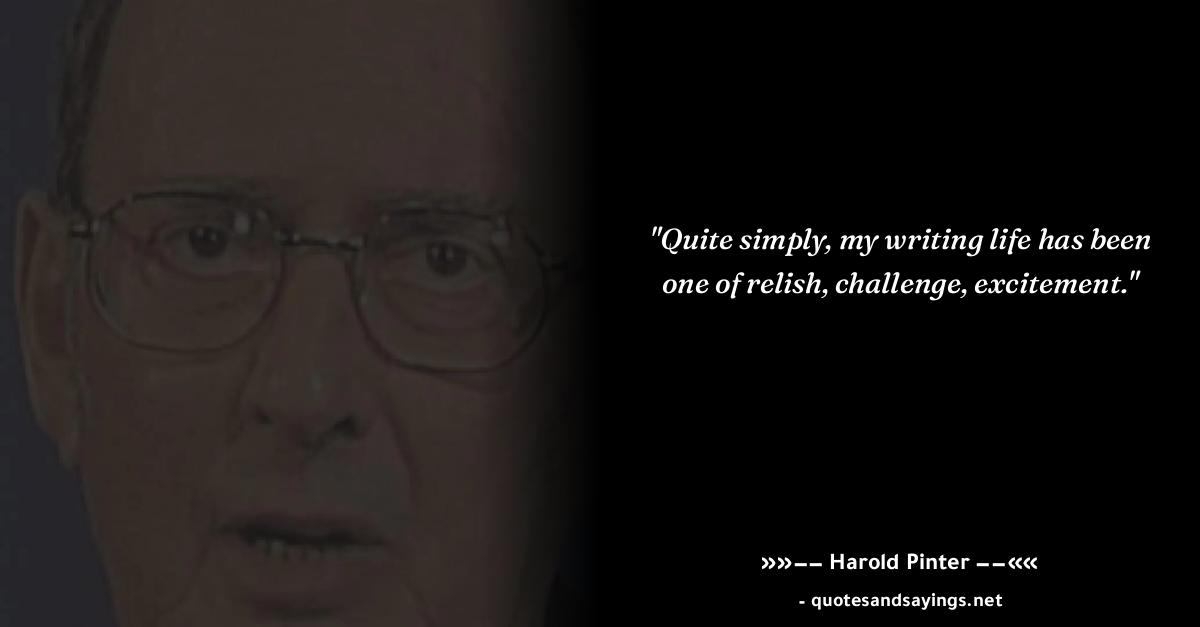 "Quite simply, my writing life has been
one of relish, challenge, excitement."
»»−− Harold Pinter −−««
- quotesandsayings.net